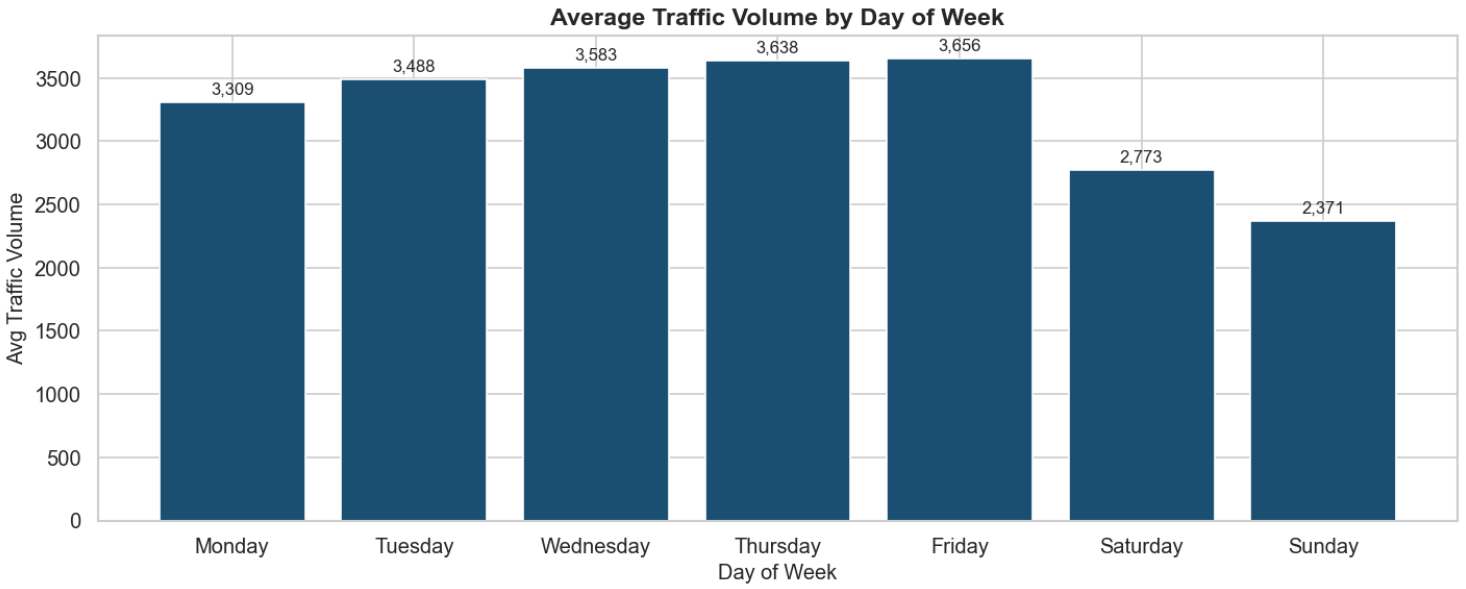 Average Traffic Volume by Day of Week
Avg Traffic Volume
3500
3000
2500
2000
1500
1000
500
0
3,309
3,488
3,583
3,638
3,656
2,773
2,371
Monday
Tuesday
Wednesday
Thursday
Friday
Saturday
Sunday
Day of Week